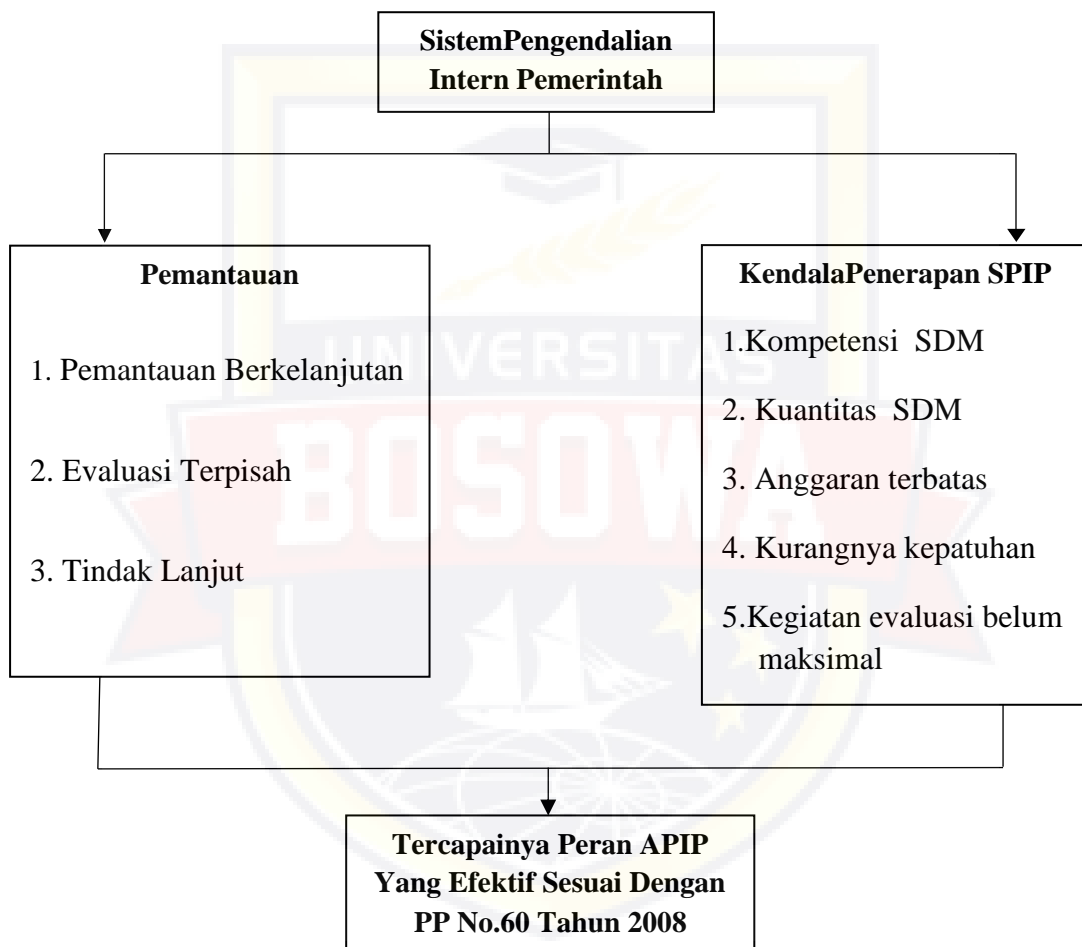 SistemPengendalian
Intern Pemerintah
Pemantauan
1. Pemantauan Berkelanjutan
2. Evaluasi Terpisah
3. Tindak Lanjut
KendalaPenerapan SPIP
1.Kompetensi SDM
2. Kuantitas SDM
3. Anggaran terbatas
4. Kurangnya kepatuhan
5.Kegiatan evaluasi belum
maksimal
UNIVERSITAS
BOSOWA
Tercapainya Peran APIP
Yang Efektif Sesuai Dengan
PP No.60 Tahun 2008